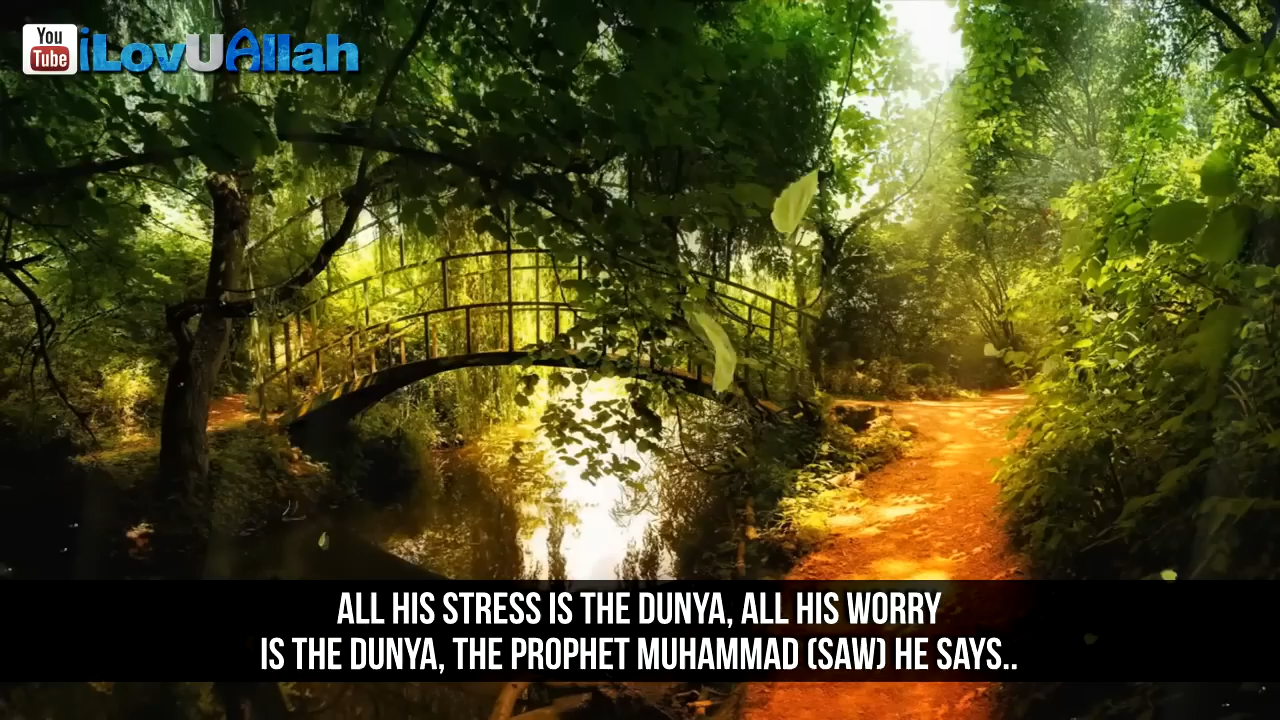 You
Tube
iLovUAllah
ALL HIS STRESS IS THE DUNYA, ALL HIS WORRY
IS THE DUNYA, THE PROPHET MUHAMMAD (SAW) HE SAYS..